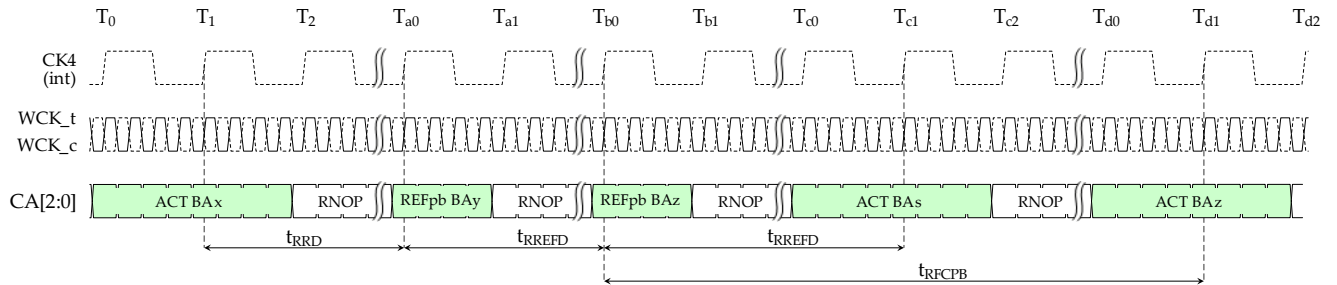 T0 T1 T2 Ta0 Ta1 Tb0 Tb1 Tc0 Tc1 Tc2 Td0 Td1 Td2
CK4
(int)
WCK_t
WCK_c
CA[2:0] ACT BAx RNOP REFpb BAy RNOP REFpb BAz RNOP ACT BAs RNOP ACT BAz
tRRD tRREFD tRREFD
tRFCPB